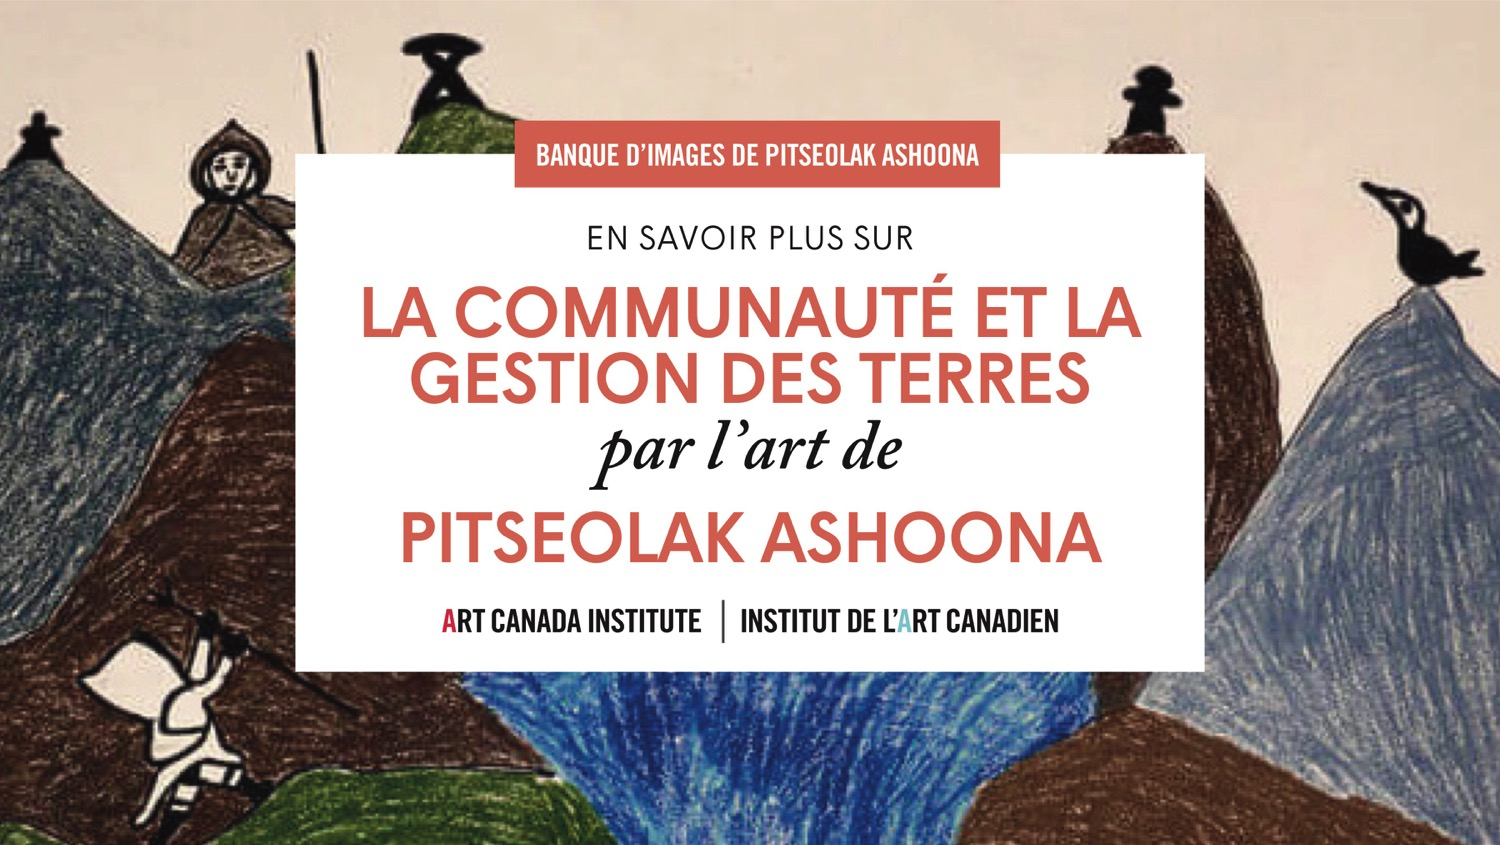 BANQUE D’IMAGES DE PITSEOLAK ASHOONA
EN SAVOIR PLUS SUR
LA COMMUNAUTÉ ET LA
GESTION DES TERRES
par l’art de
PITSEOLAK ASHOONA
ART CANADA INSTITUTE | INSTITUT DE L’ART CANADIEN